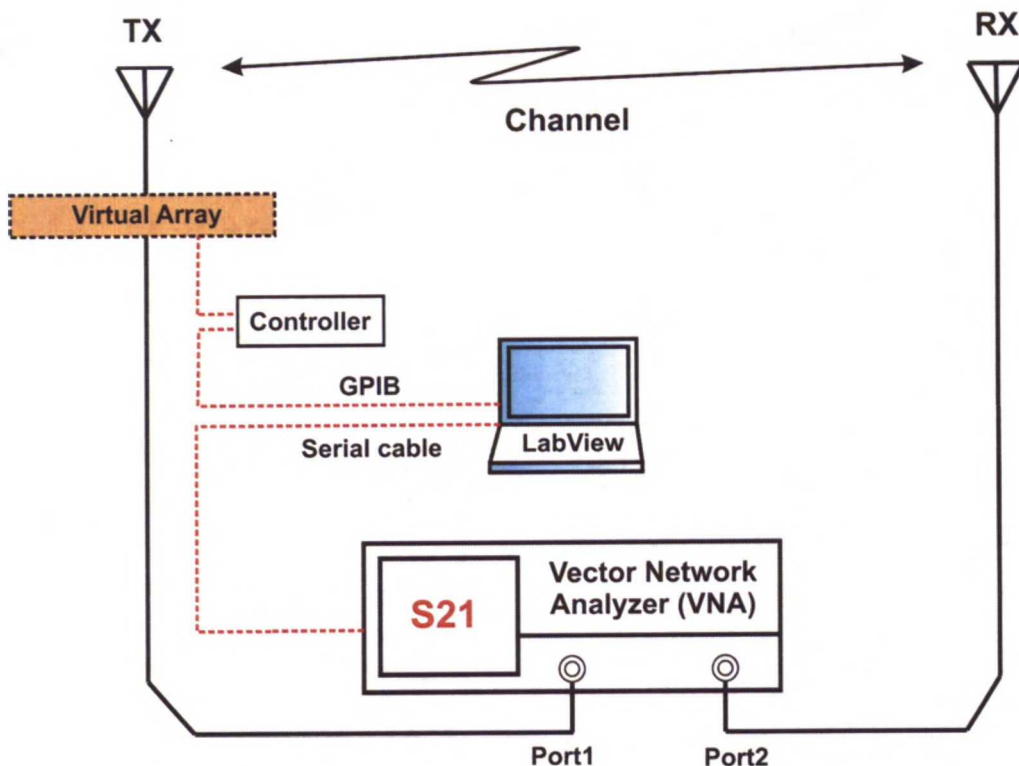 TX
RX
Channel
Virtual Array
Controller
GPIB
Serial cable
LabView
S21
Vector Network
Analyzer (VNA)
Port1
Port2